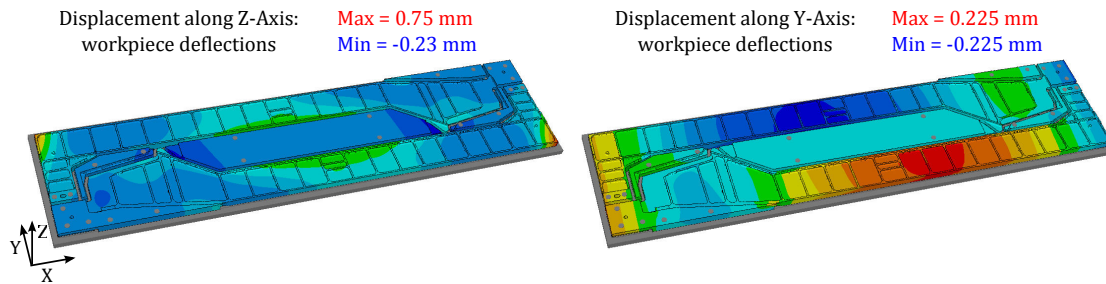 Displacement along Z-Axis: Max = 0.75 mm
workpiece deflections Min = -0.23 mm
Displacement along Y-Axis: Max = 0.225 mm
workpiece deflections Min = -0.225 mm
Z
Y
X